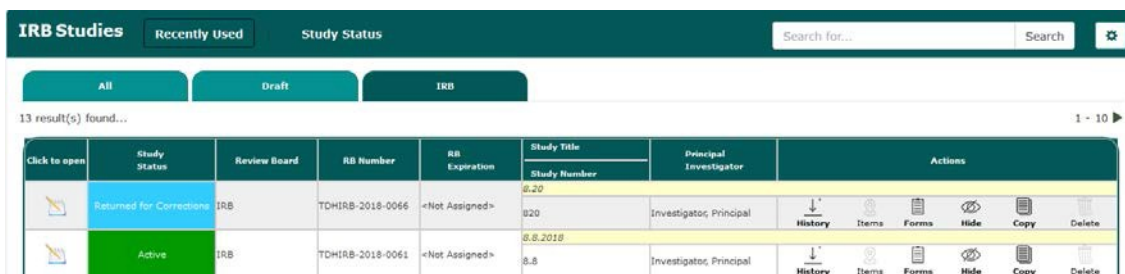 IRB Studies Recently Used Study Status Search for... Search
All Draft IRB
13 result(s) found... 1 - 10
Click to open Study Status Review Board RB Number RB Expiration Study Title Study Number Principal Investigator Actions
8.20
Returned for Corrections IRB TDHIRB-2018-0066 <Not Assigned> 820 Investigator, Principal History Items Forms Hide Copy Delete
8.8.2018
Active IRB TDHIRB-2018-0061 <Not Assigned> 8.8 Investigator, Principal History Items Forms Hide Copy Delete